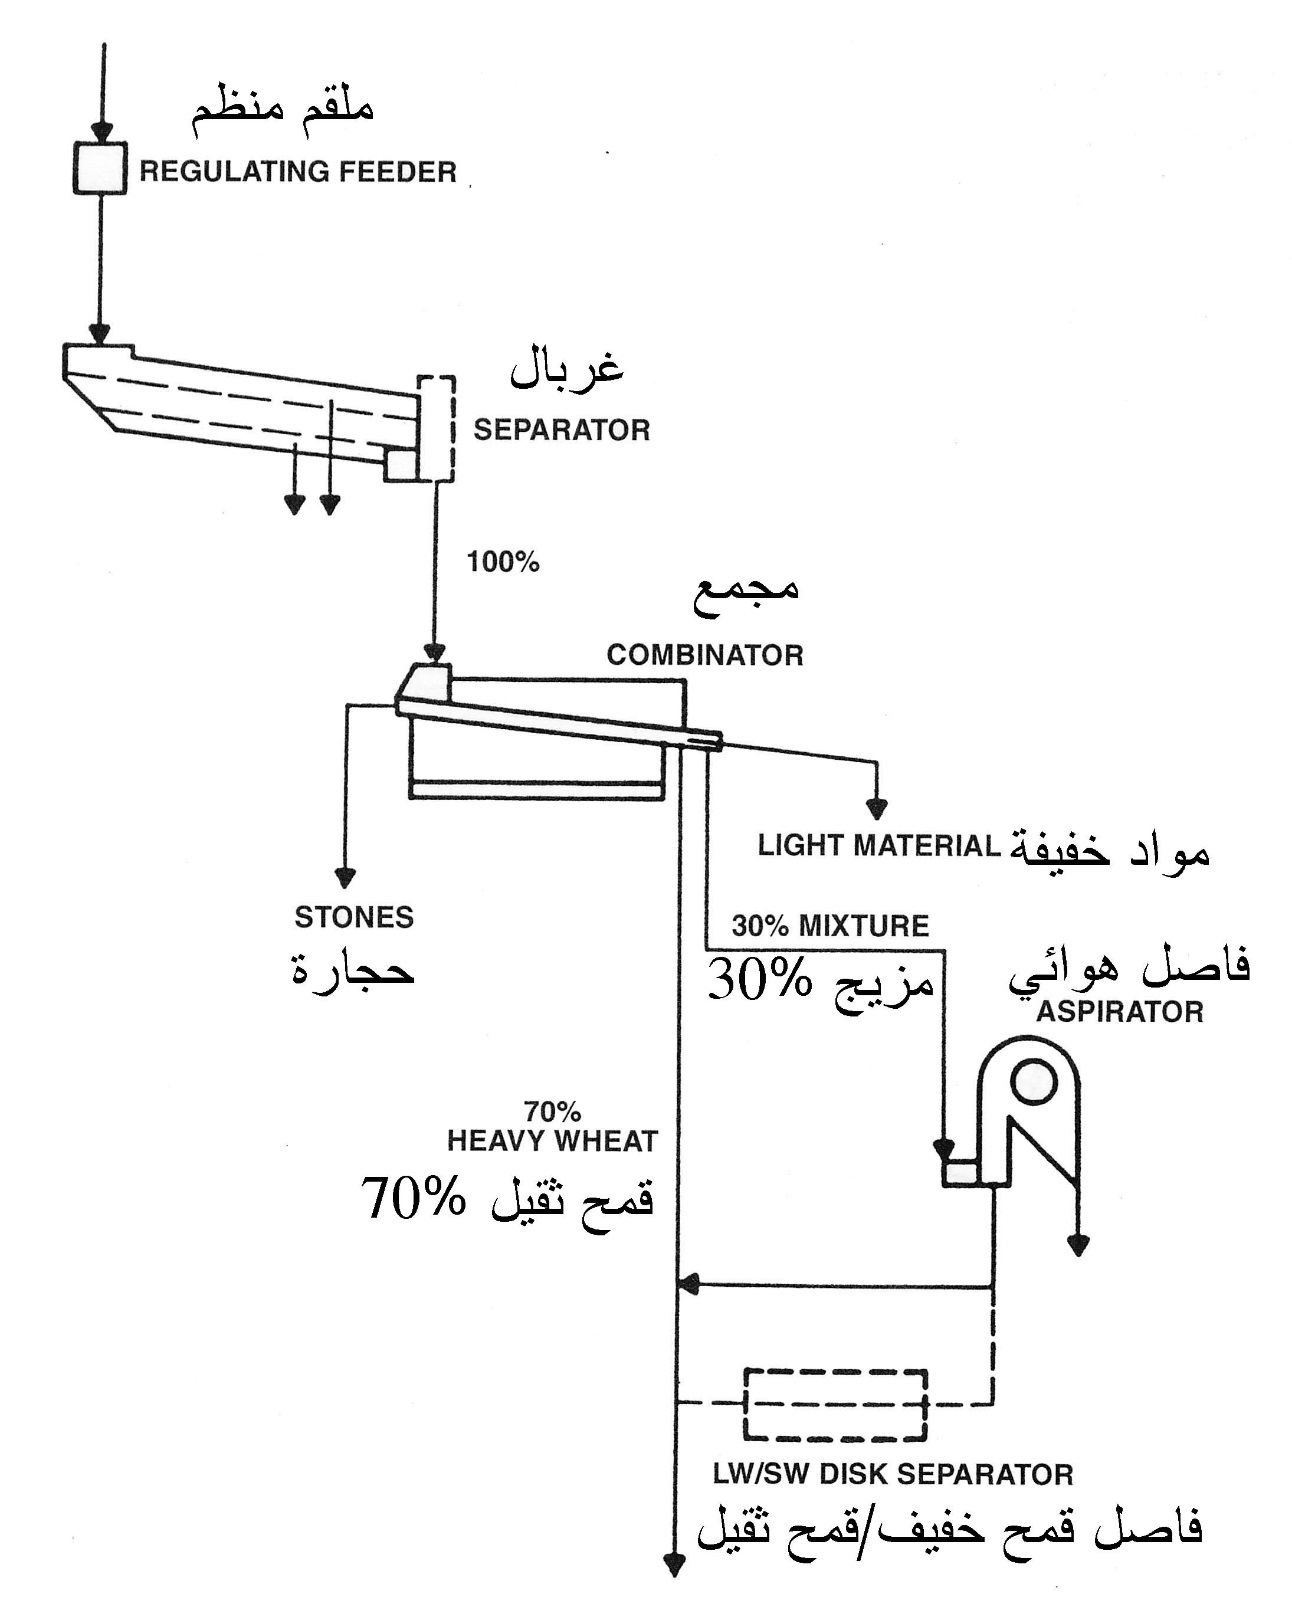 ملقم منظم
REGULATING FEEDER
غربال
SEPARATOR
100%
مجمع
COMBINATOR
LIGHT MATERIAL مواد خفيفة
STONES
حجارة
30% MIXTURE
مزيج 30%
فاصل هوائي
ASPIRATOR
70%
HEAVY WHEAT
قمح ثقيل 70%
LW/SW DISK SEPARATOR
فاصل قمح خفيف/قمح ثقيل